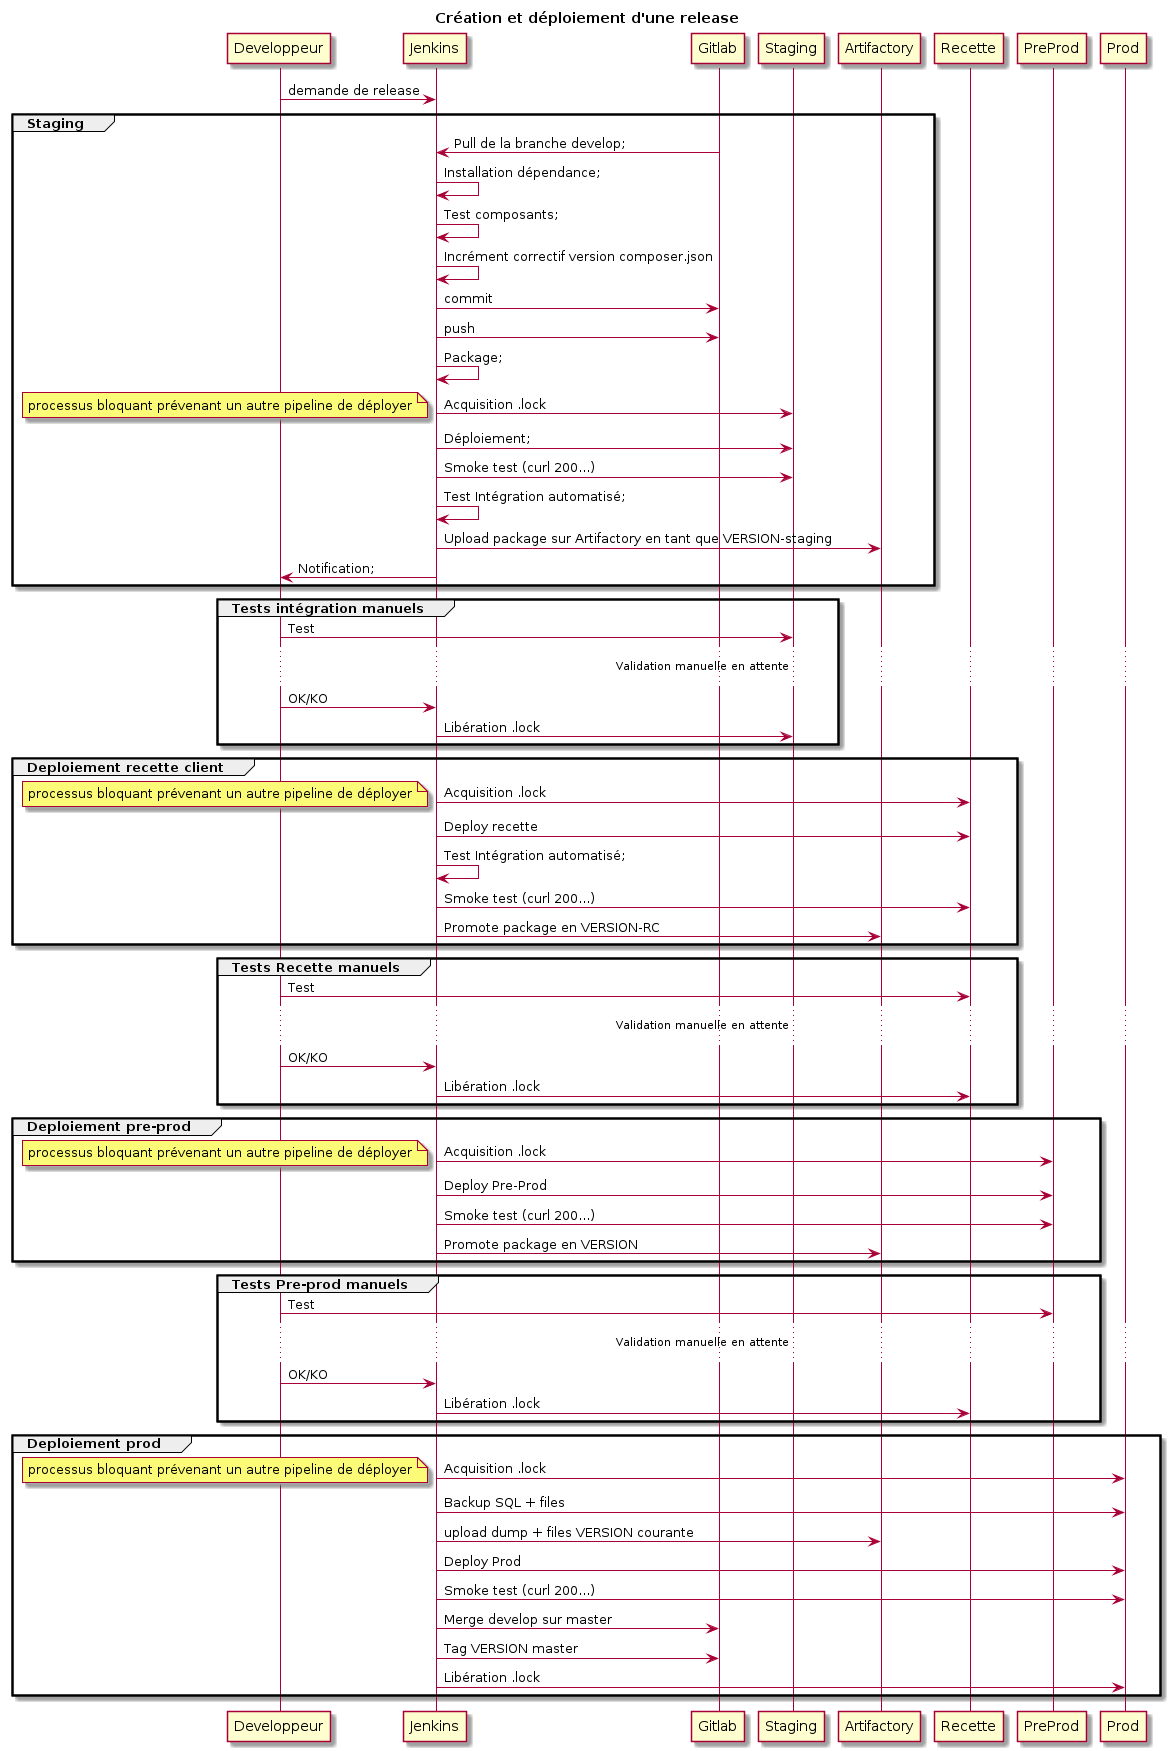 Création et déploiement d'une release
Developpeur
Jenkins
Gitlab
Staging
Artifactory
Recette
PreProd
Prod
demande de release
Staging
Pull de la branche develop;
Installation dépendance;
Test composants;
Incrément correctif version composer.json
commit
push
Package;
processus bloquant prévenant un autre pipeline de déployer
Acquisition .lock
Déploiement;
Smoke test (curl 200...)
Test Intégration automatisé;
Upload package sur Artifactory en tant que VERSION-staging
Notification;
Tests intégration manuels
Test
Validation manuelle en attente
OK/KO
Libération .lock
Deploiement recette client
processus bloquant prévenant un autre pipeline de déployer
Acquisition .lock
Deploy recette
Test Intégration automatisé;
Smoke test (curl 200...)
Promote package en VERSION-RC
Tests Recette manuels
Test
Validation manuelle en attente
OK/KO
Libération .lock
Deploiement pre-prod
processus bloquant prévenant un autre pipeline de déployer
Acquisition .lock
Deploy Pre-Prod
Smoke test (curl 200...)
Promote package en VERSION
Tests Pre-prod manuels
Test
Validation manuelle en attente
OK/KO
Libération .lock
Deploiement prod
processus bloquant prévenant un autre pipeline de déployer
Acquisition .lock
Backup SQL + files
upload dump + files VERSION courante
Deploy Prod
Smoke test (curl 200...)
Merge develop sur master
Tag VERSION master
Libération .lock
Developpeur
Jenkins
Gitlab
Staging
Artifactory
Recette
PreProd
Prod